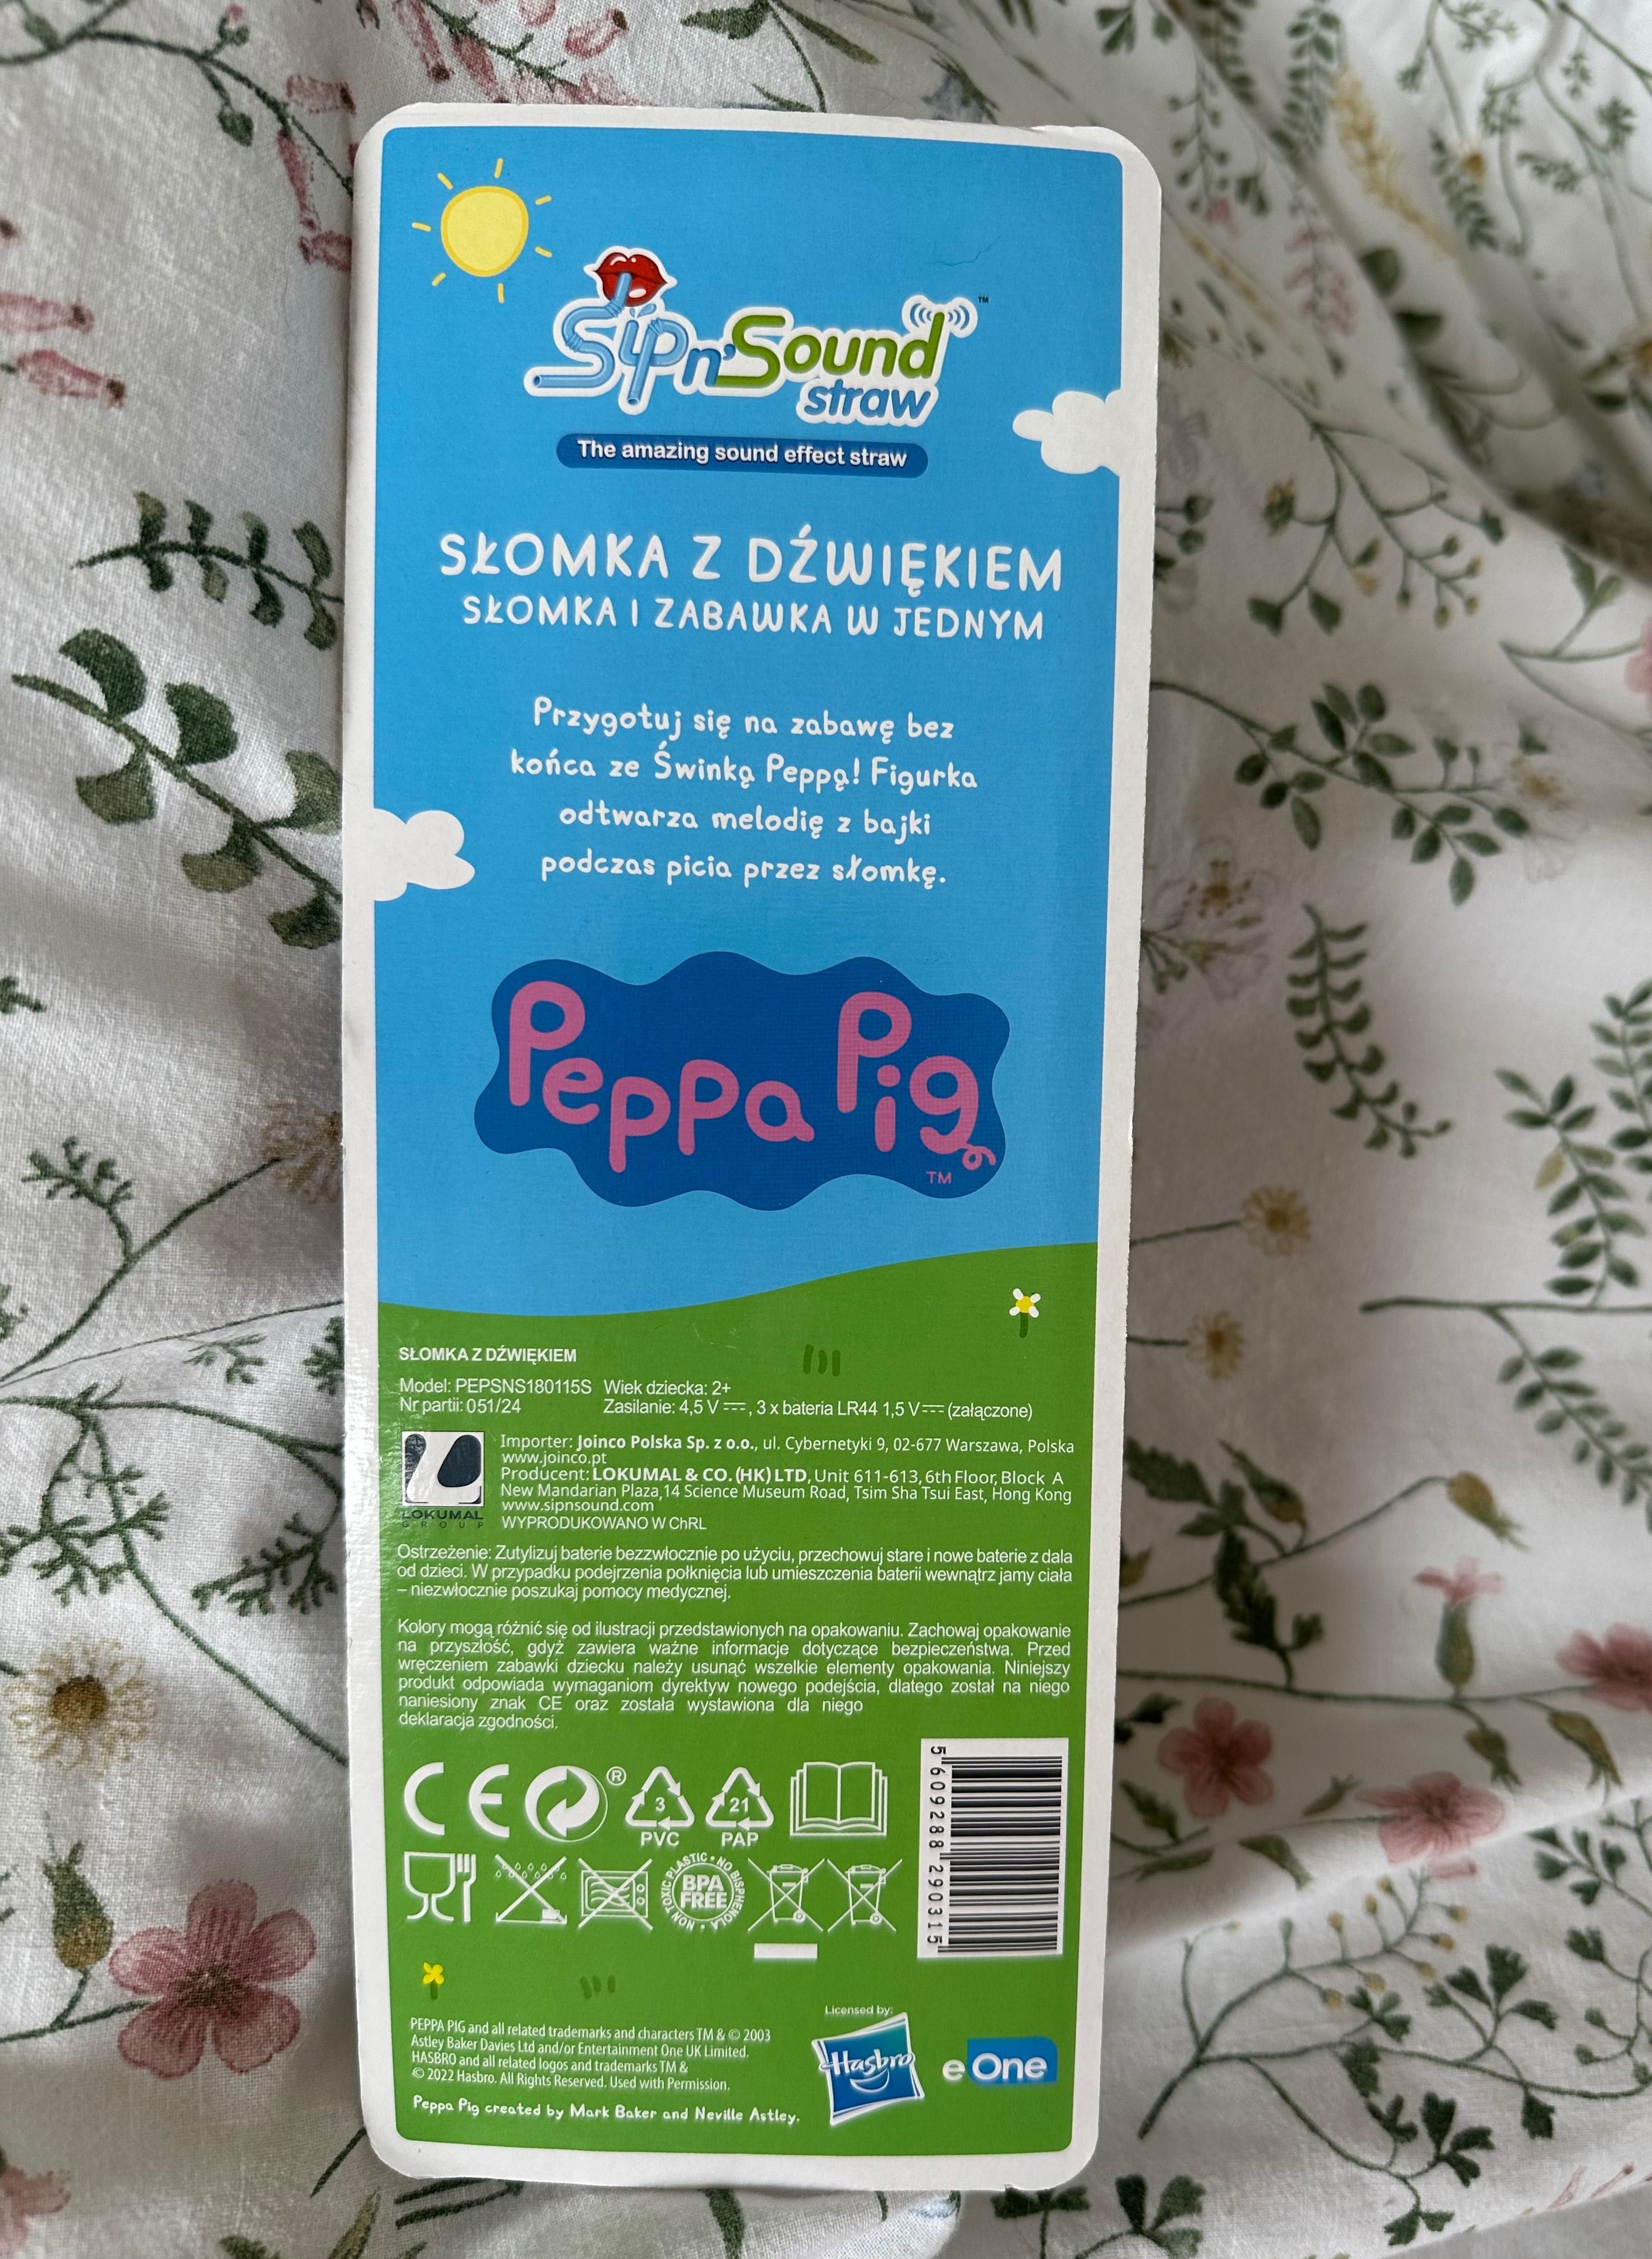 Sip n' Sound ™
straw
The amazing sound effect straw
SŁOMKA Z DŹWIĘKIEM
SŁOMKA I ZABAWKA W JEDNYM
Przygotuj się na zabawę bez
końca ze Świnką Peppą! Figurka
odtwarza melodię z bajki
podczas picia przez słomkę.
Peppa Pig
TM
SŁOMKA Z DŹWIĘKIEM
Model: PEPSNS180115S Wiek dziecka: 2+
Nr partii: 051/24 Zasilanie: 4,5 V ⎓, 3 x bateria LR44 1,5 V⎓ (załączone)
Importer: Joinco Polska Sp. z o.o., ul. Cybernetyki 9, 02-677 Warszawa, Polska
www.joinco.pt
Producent: LOKUMAL & CO. (HK) LTD, Unit 611-613, 6th Floor, Block A
New Mandarian Plaza,14 Science Museum Road, Tsim Sha Tsui East, Hong Kong
www.sipnsound.com
WYPRODUKOWANO W ChRL
LOKUMAL
GROUP
Ostrzeżenie: Zutylizuj baterie bezzwłocznie po użyciu, przechowuj stare i nowe baterie z dala
od dzieci. W przypadku podejrzenia połknięcia lub umieszczenia baterii wewnątrz jamy ciała
– niezwłocznie poszukaj pomocy medycznej.
Kolory mogą różnić się od ilustracji przedstawionych na opakowaniu. Zachowaj opakowanie
na przyszłość, gdyż zawiera ważne informacje dotyczące bezpieczeństwa. Przed
wręczeniem zabawki dziecku należy usunąć wszelkie elementy opakowania. Niniejszy
produkt odpowiada wymaganiom dyrektyw nowego podejścia, dlatego został na niego
naniesiony znak CE oraz została wystawiona dla niego
deklaracja zgodności.
CE ® 3 21
PVC PAP
NON TOXIC PLASTIC • NO BISPHENOL A •
BPA
FREE
5 609288 290315
Licensed by:
Hasbro
eOne
PEPPA PIG and all related trademarks and characters TM & © 2003
Astley Baker Davies Ltd and/or Entertainment One UK Limited.
HASBRO and all related logos and trademarks TM &
© 2022 Hasbro. All Rights Reserved. Used with Permission.
Peppa Pig created by Mark Baker and Neville Astley.